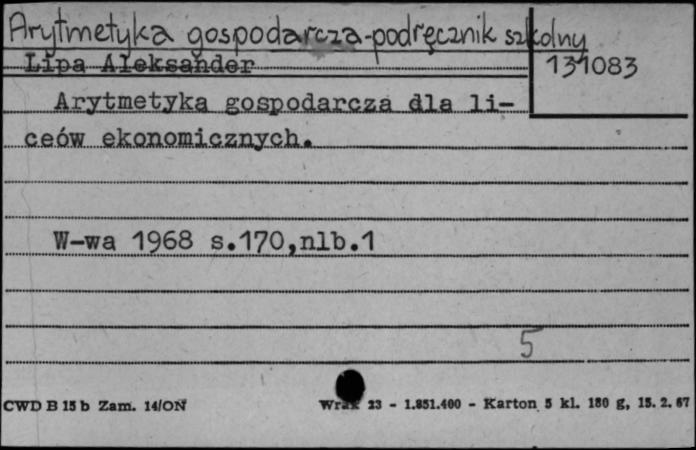 Arytmetyka gospodarcza-podręcznik szkolny
Lipa Aleksander
131083
Arytmetyka gospodarcza dla li-
ceów ekonomicznych.
W-wa 1968 s.170,nlb.1
5
CWD B 15 b Zam. 14/ON Wrzk 23 - 1.851.400 - Karton 5 kl. 180 g, 15. 2. 67